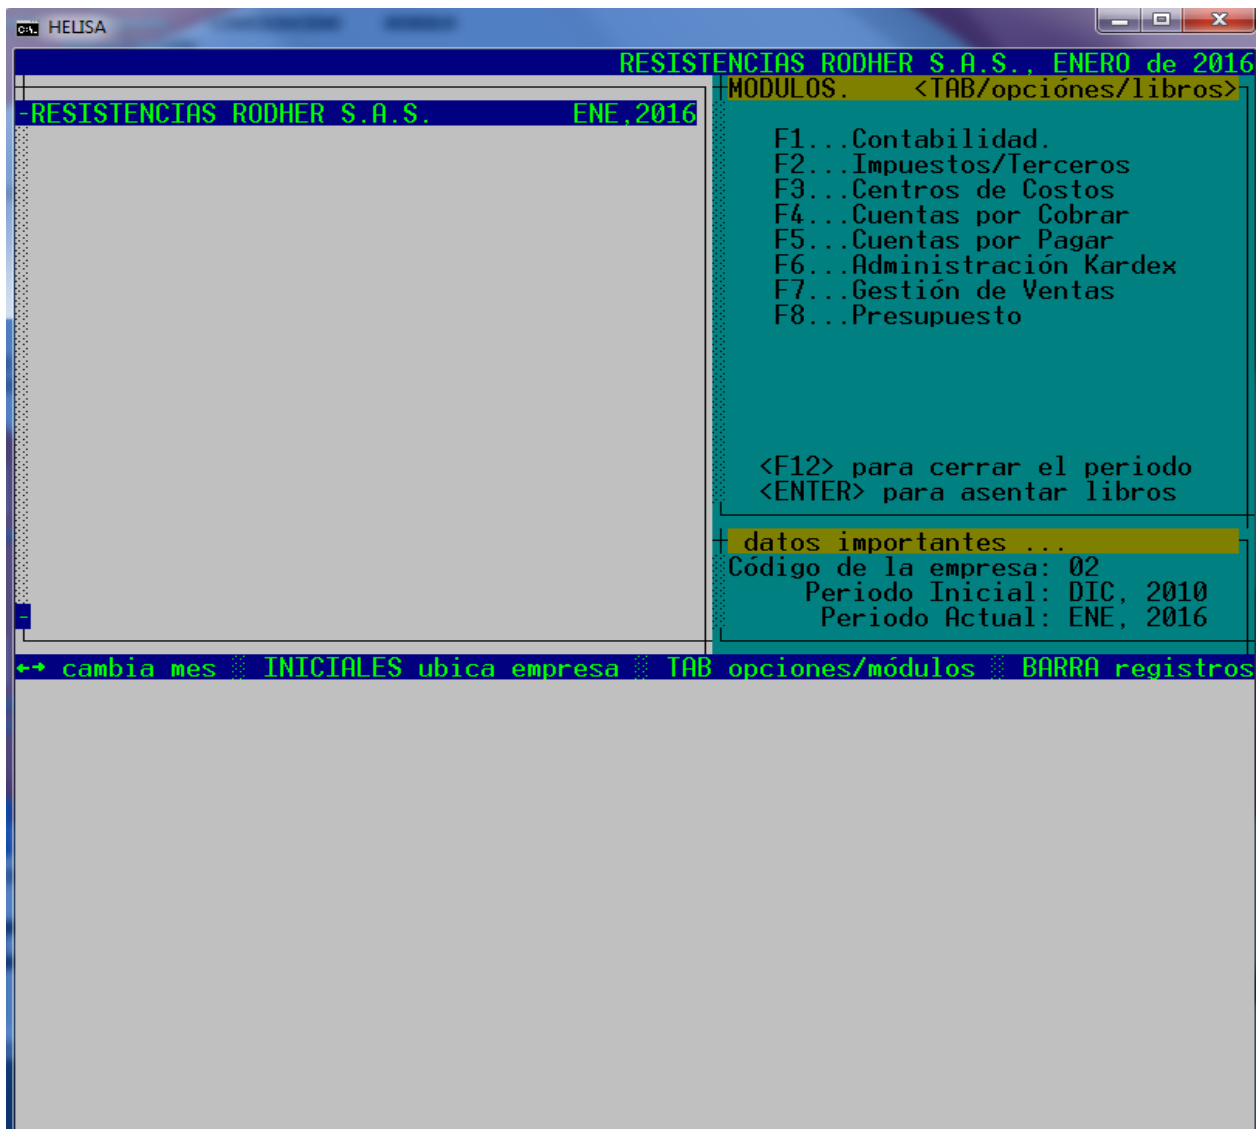 HELISA
RESISTENCIAS RODHER S.A.S., ENERO de 2016
-RESISTENCIAS RODHER S.A.S. ENE,2016
MODULOS. <TAB/opciónes/libros>
F1...Contabilidad.
F2...Impuestos/Terceros
F3...Centros de Costos
F4...Cuentas por Cobrar
F5...Cuentas por Pagar
F6...Administración Kardex
F7...Gestión de Ventas
F8...Presupuesto
<F12> para cerrar el periodo
<ENTER> para asentar libros
datos importantes ...
Código de la empresa: 02
Periodo Inicial: DIC, 2010
Periodo Actual: ENE, 2016
←→ cambia mes ░ INICIALES ubica empresa ░ TAB opciones/módulos ░ BARRA registros